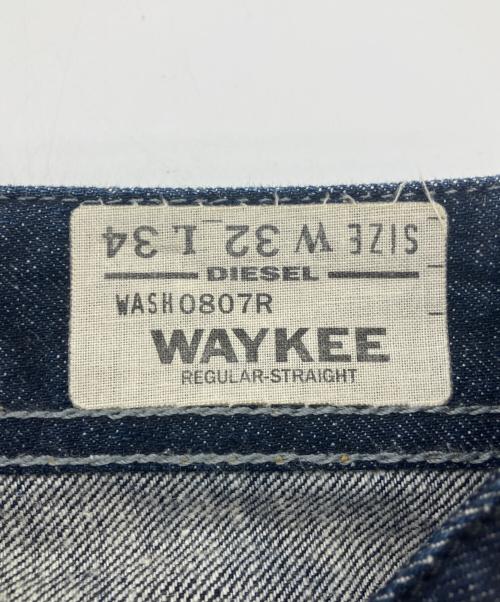 SIZE W 32 L 34
DIESEL
WASH0807R
WAYKEE
REGULAR-STRAIGHT